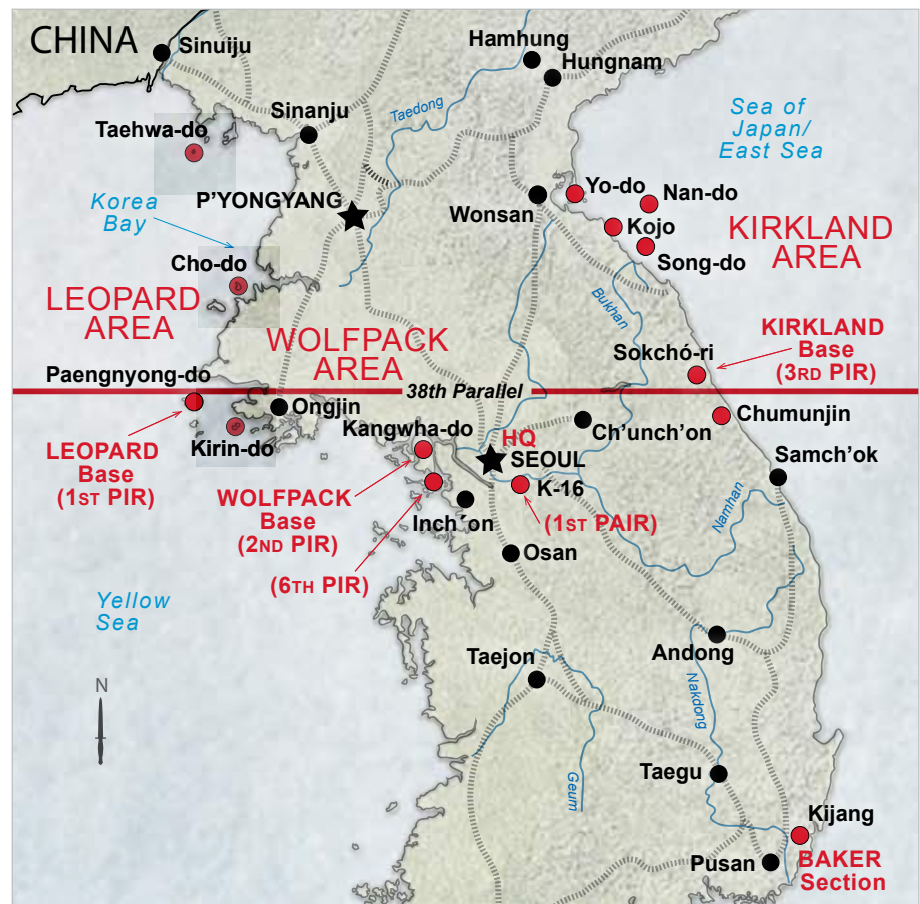 CHINA
Sinuiju
Hamhung
Hungnam
Taedong
Sinanju
Taehwa-do
Sea of
Japan/
East Sea
Korea
Bay
P'YONGYANG
Yo-do
Nan-do
Wonsan
Kojo
Song-do
KIRKLAND
AREA
Cho-do
LEOPARD
AREA
Bukhan
WOLFPACK
AREA
KIRKLAND
Base
(3RD PIR)
Sokchó-ri
Paengnyong-do
38th Parallel
Ongjin
Chumunjin
Kangwha-do
Ch'unch'on
Kirin-do
HQ
SEOUL
Samch'ok
LEOPARD
Base
(1ST PIR)
K-16
WOLFPACK
Base
(2ND PIR)
Inch´on
(1ST PAIR)
Namhan
Osan
(6TH PIR)
Yellow
Sea
Andong
Taejon
N
Nakdong
Geum
Taegu
Kijang
Pusan
BAKER
Section